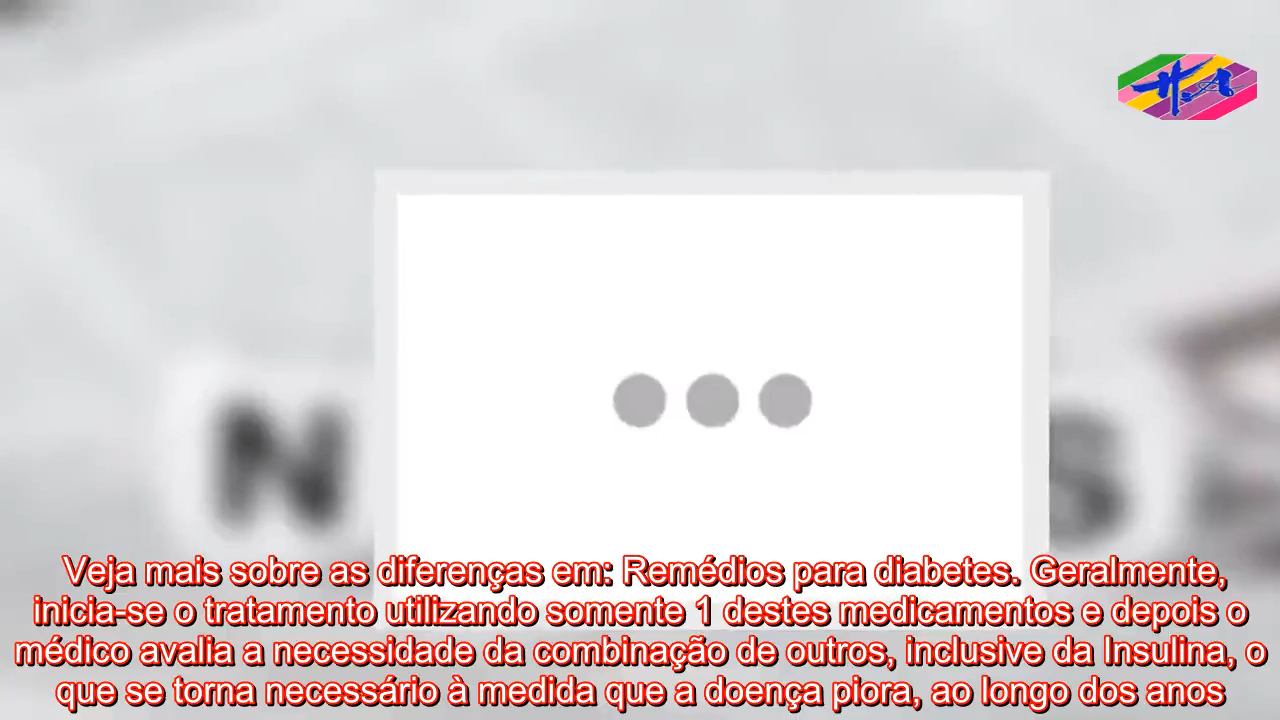 H.A
N
S
Veja mais sobre as diferenças em: Remédios para diabetes. Geralmente,
inicia-se o tratamento utilizando somente 1 destes medicamentos e depois o
médico avalia a necessidade da combinação de outros, inclusive da Insulina, o
que se torna necessário à medida que a doença piora, ao longo dos anos